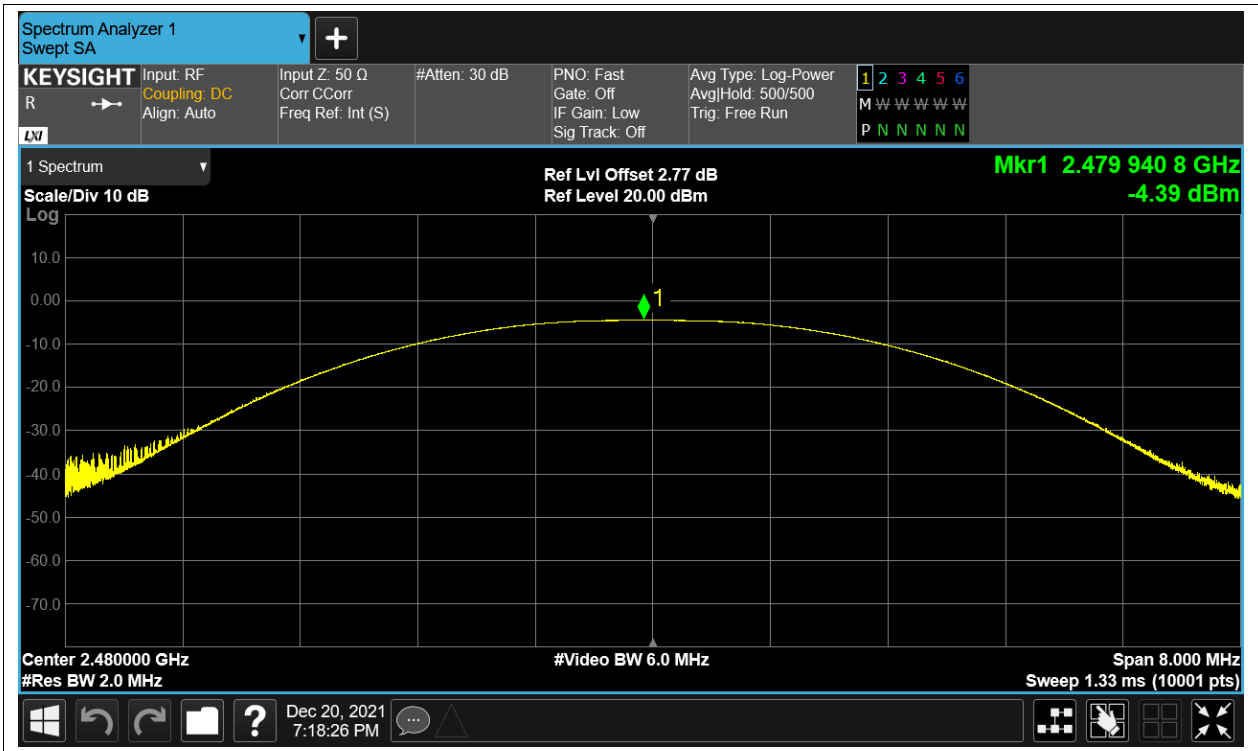 Spectrum Analyzer 1
Swept SA
KEYSIGHT
R
LXI
Input: RF
Coupling: DC
Align: Auto
Input Z: 50 Ω
Corr CCorr
Freq Ref: Int (S)
#Atten: 30 dB
PNO: Fast
Gate: Off
IF Gain: Low
Sig Track: Off
Avg Type: Log-Power
Avg|Hold: 500/500
Trig: Free Run
1 2 3 4 5 6
M W W W W W W
P N N N N N N
1 Spectrum
Scale/Div 10 dB
Log
Ref Lvl Offset 2.77 dB
Ref Level 20.00 dBm
Mkr1 2.479 940 8 GHz
-4.39 dBm
10.0
0.00
-10.0
-20.0
-30.0
-40.0
-50.0
-60.0
-70.0
1
Center 2.480000 GHz
#Res BW 2.0 MHz
#Video BW 6.0 MHz
Span 8.000 MHz
Sweep 1.33 ms (10001 pts)
?
Dec 20, 2021
7:18:26 PM